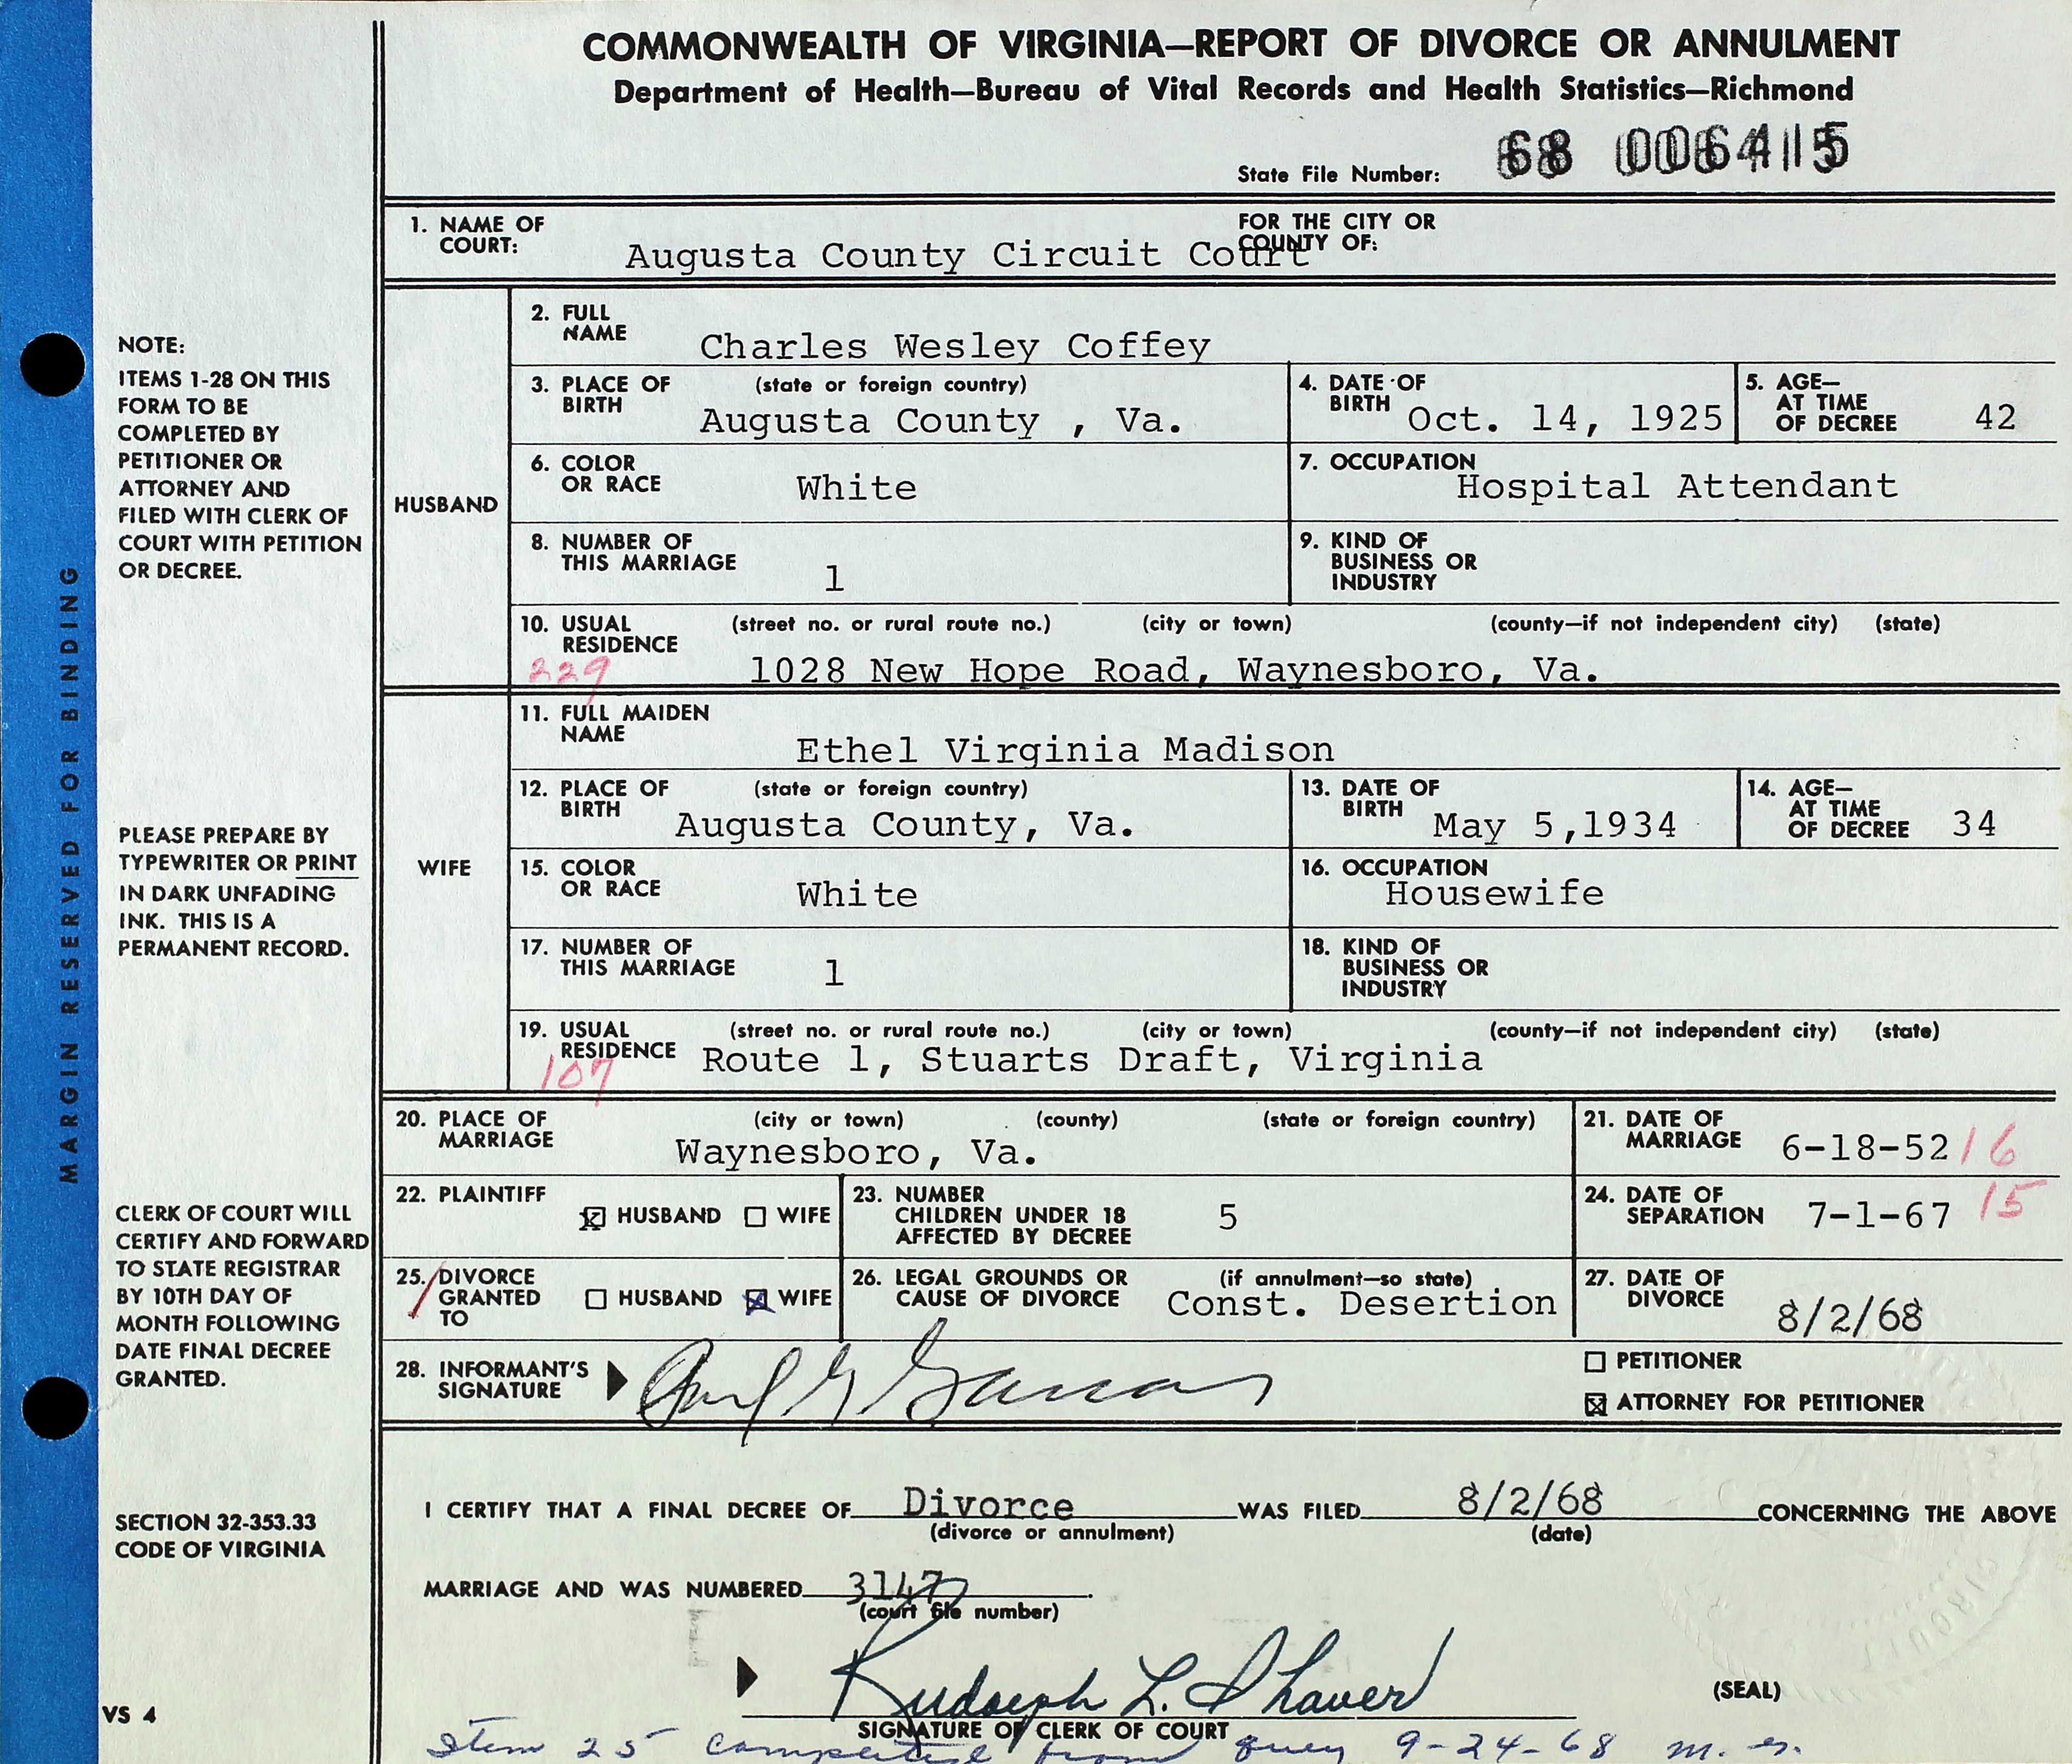 COMMONWEALTH OF VIRGINIA—REPORT OF DIVORCE OR ANNULMENT
Department of Health—Bureau of Vital Records and Health Statistics—Richmond
State File Number: 68 006415
1. NAME OF COURT: Augusta County Circuit Court FOR THE CITY OR COUNTY OF:
HUSBAND
2. FULL NAME Charles Wesley Coffey
3. PLACE OF BIRTH (state or foreign country) Augusta County , Va.
4. DATE OF BIRTH Oct. 14, 1925
5. AGE—AT TIME OF DECREE 42
6. COLOR OR RACE White
7. OCCUPATION Hospital Attendant
8. NUMBER OF THIS MARRIAGE 1
9. KIND OF BUSINESS OR INDUSTRY
10. USUAL RESIDENCE (street no. or rural route no.) (city or town) (county—if not independent city) (state)
229 1028 New Hope Road, Waynesboro, Va.
WIFE
11. FULL MAIDEN NAME Ethel Virginia Madison
12. PLACE OF BIRTH (state or foreign country) Augusta County, Va.
13. DATE OF BIRTH May 5,1934
14. AGE—AT TIME OF DECREE 34
15. COLOR OR RACE White
16. OCCUPATION Housewife
17. NUMBER OF THIS MARRIAGE 1
18. KIND OF BUSINESS OR INDUSTRY
19. USUAL RESIDENCE (street no. or rural route no.) (city or town) (county—if not independent city) (state)
107 Route 1, Stuarts Draft, Virginia
20. PLACE OF MARRIAGE (city or town) (county) (state or foreign country) Waynesboro, Va.
21. DATE OF MARRIAGE 6-18-52 16
22. PLAINTIFF HUSBAND WIFE
23. NUMBER CHILDREN UNDER 18 AFFECTED BY DECREE 5
24. DATE OF SEPARATION 7-1-67 15
25. DIVORCE GRANTED TO HUSBAND WIFE
26. LEGAL GROUNDS OR CAUSE OF DIVORCE (if annulment—so state) Const. Desertion
27. DATE OF DIVORCE 8/2/68
28. INFORMANT'S SIGNATURE
PETITIONER
ATTORNEY FOR PETITIONER
I CERTIFY THAT A FINAL DECREE OF Divorce WAS FILED 8/2/68 CONCERNING THE ABOVE
(divorce or annulment) (date)
MARRIAGE AND WAS NUMBERED 3147.
(court file number)
Rudolph L. Shaver
(SEAL)
SIGNATURE OF CLERK OF COURT
Item 25 completed from query 9-24-68
MARGIN RESERVED FOR BINDING
NOTE:
ITEMS 1-28 ON THIS
FORM TO BE
COMPLETED BY
PETITIONER OR
ATTORNEY AND
FILED WITH CLERK OF
COURT WITH PETITION
OR DECREE.
PLEASE PREPARE BY
TYPEWRITER OR PRINT
IN DARK UNFADING
INK. THIS IS A
PERMANENT RECORD.
CLERK OF COURT WILL
CERTIFY AND FORWARD
TO STATE REGISTRAR
BY 10TH DAY OF
MONTH FOLLOWING
DATE FINAL DECREE
GRANTED.
SECTION 32-353.33
CODE OF VIRGINIA
VS 4